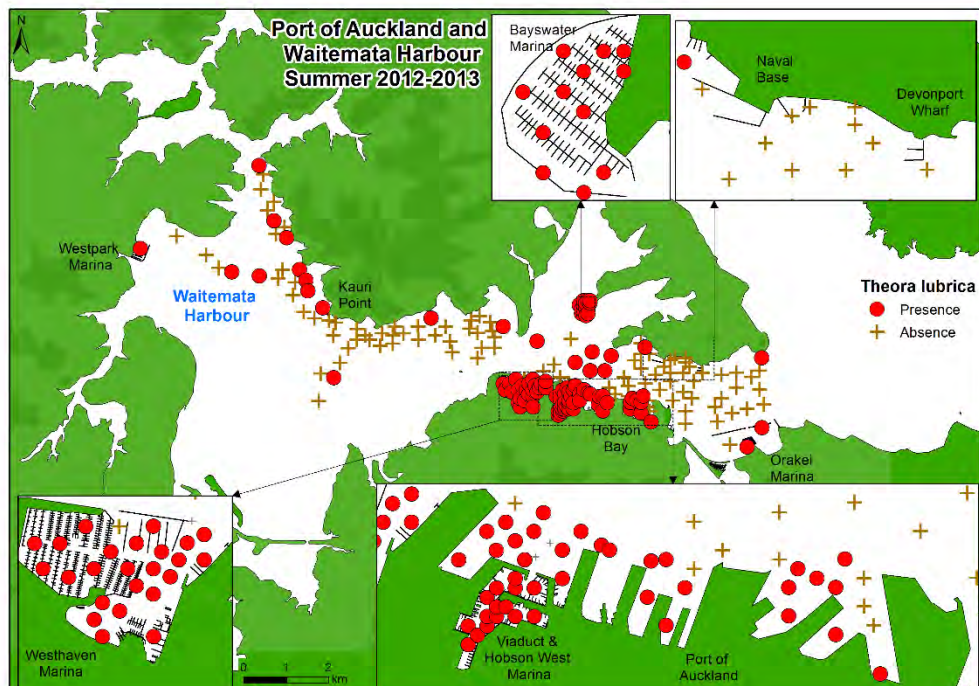 N
Port of Auckland and
Waitemata Harbour
Summer 2012-2013
Bayswater
Marina
Naval
Base
Devonport
Wharf
Westpark
Marina
Waitemata
Harbour
Kauri
Point
Theora lubrica
Presence
Absence
Hobson
Bay
Orakei
Marina
Westhaven
Marina
0 1 2
km
Viaduct &
Hobson West
Marina
Port of
Auckland